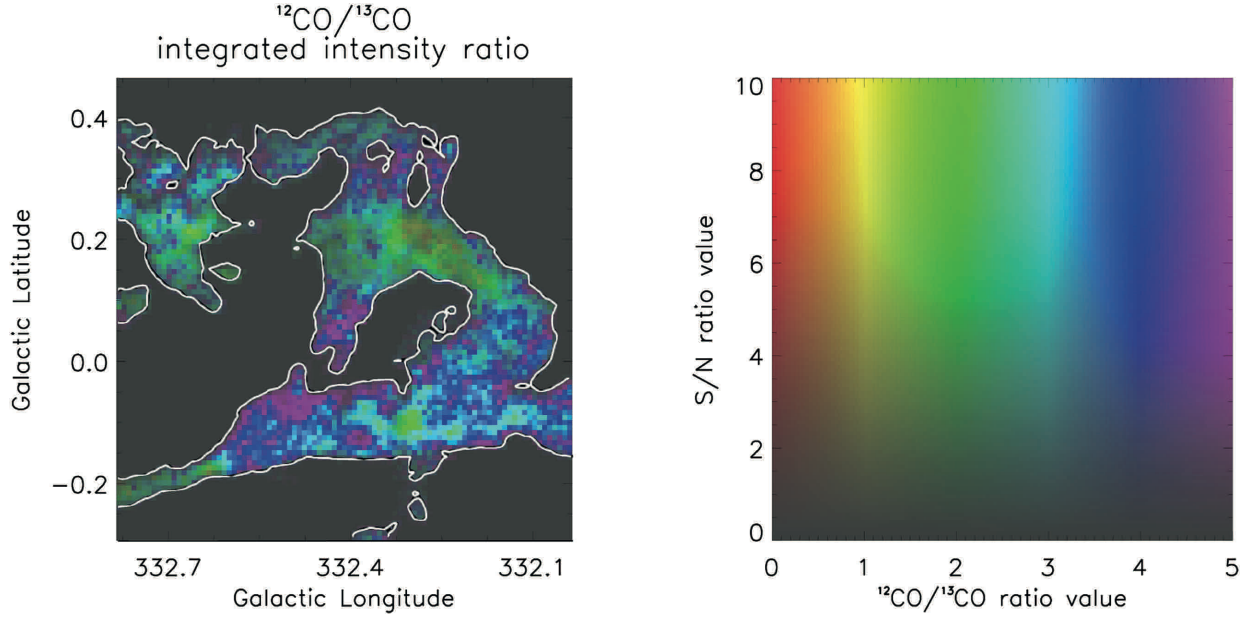 ¹²CO/¹³CO
integrated intensity ratio
0.4
0.2
0.0
−0.2
Galactic Latitude
332.7 332.4 332.1
Galactic Longitude
10
8
6
4
2
0
S/N ratio value
0 1 2 3 4 5
¹²CO/¹³CO ratio value